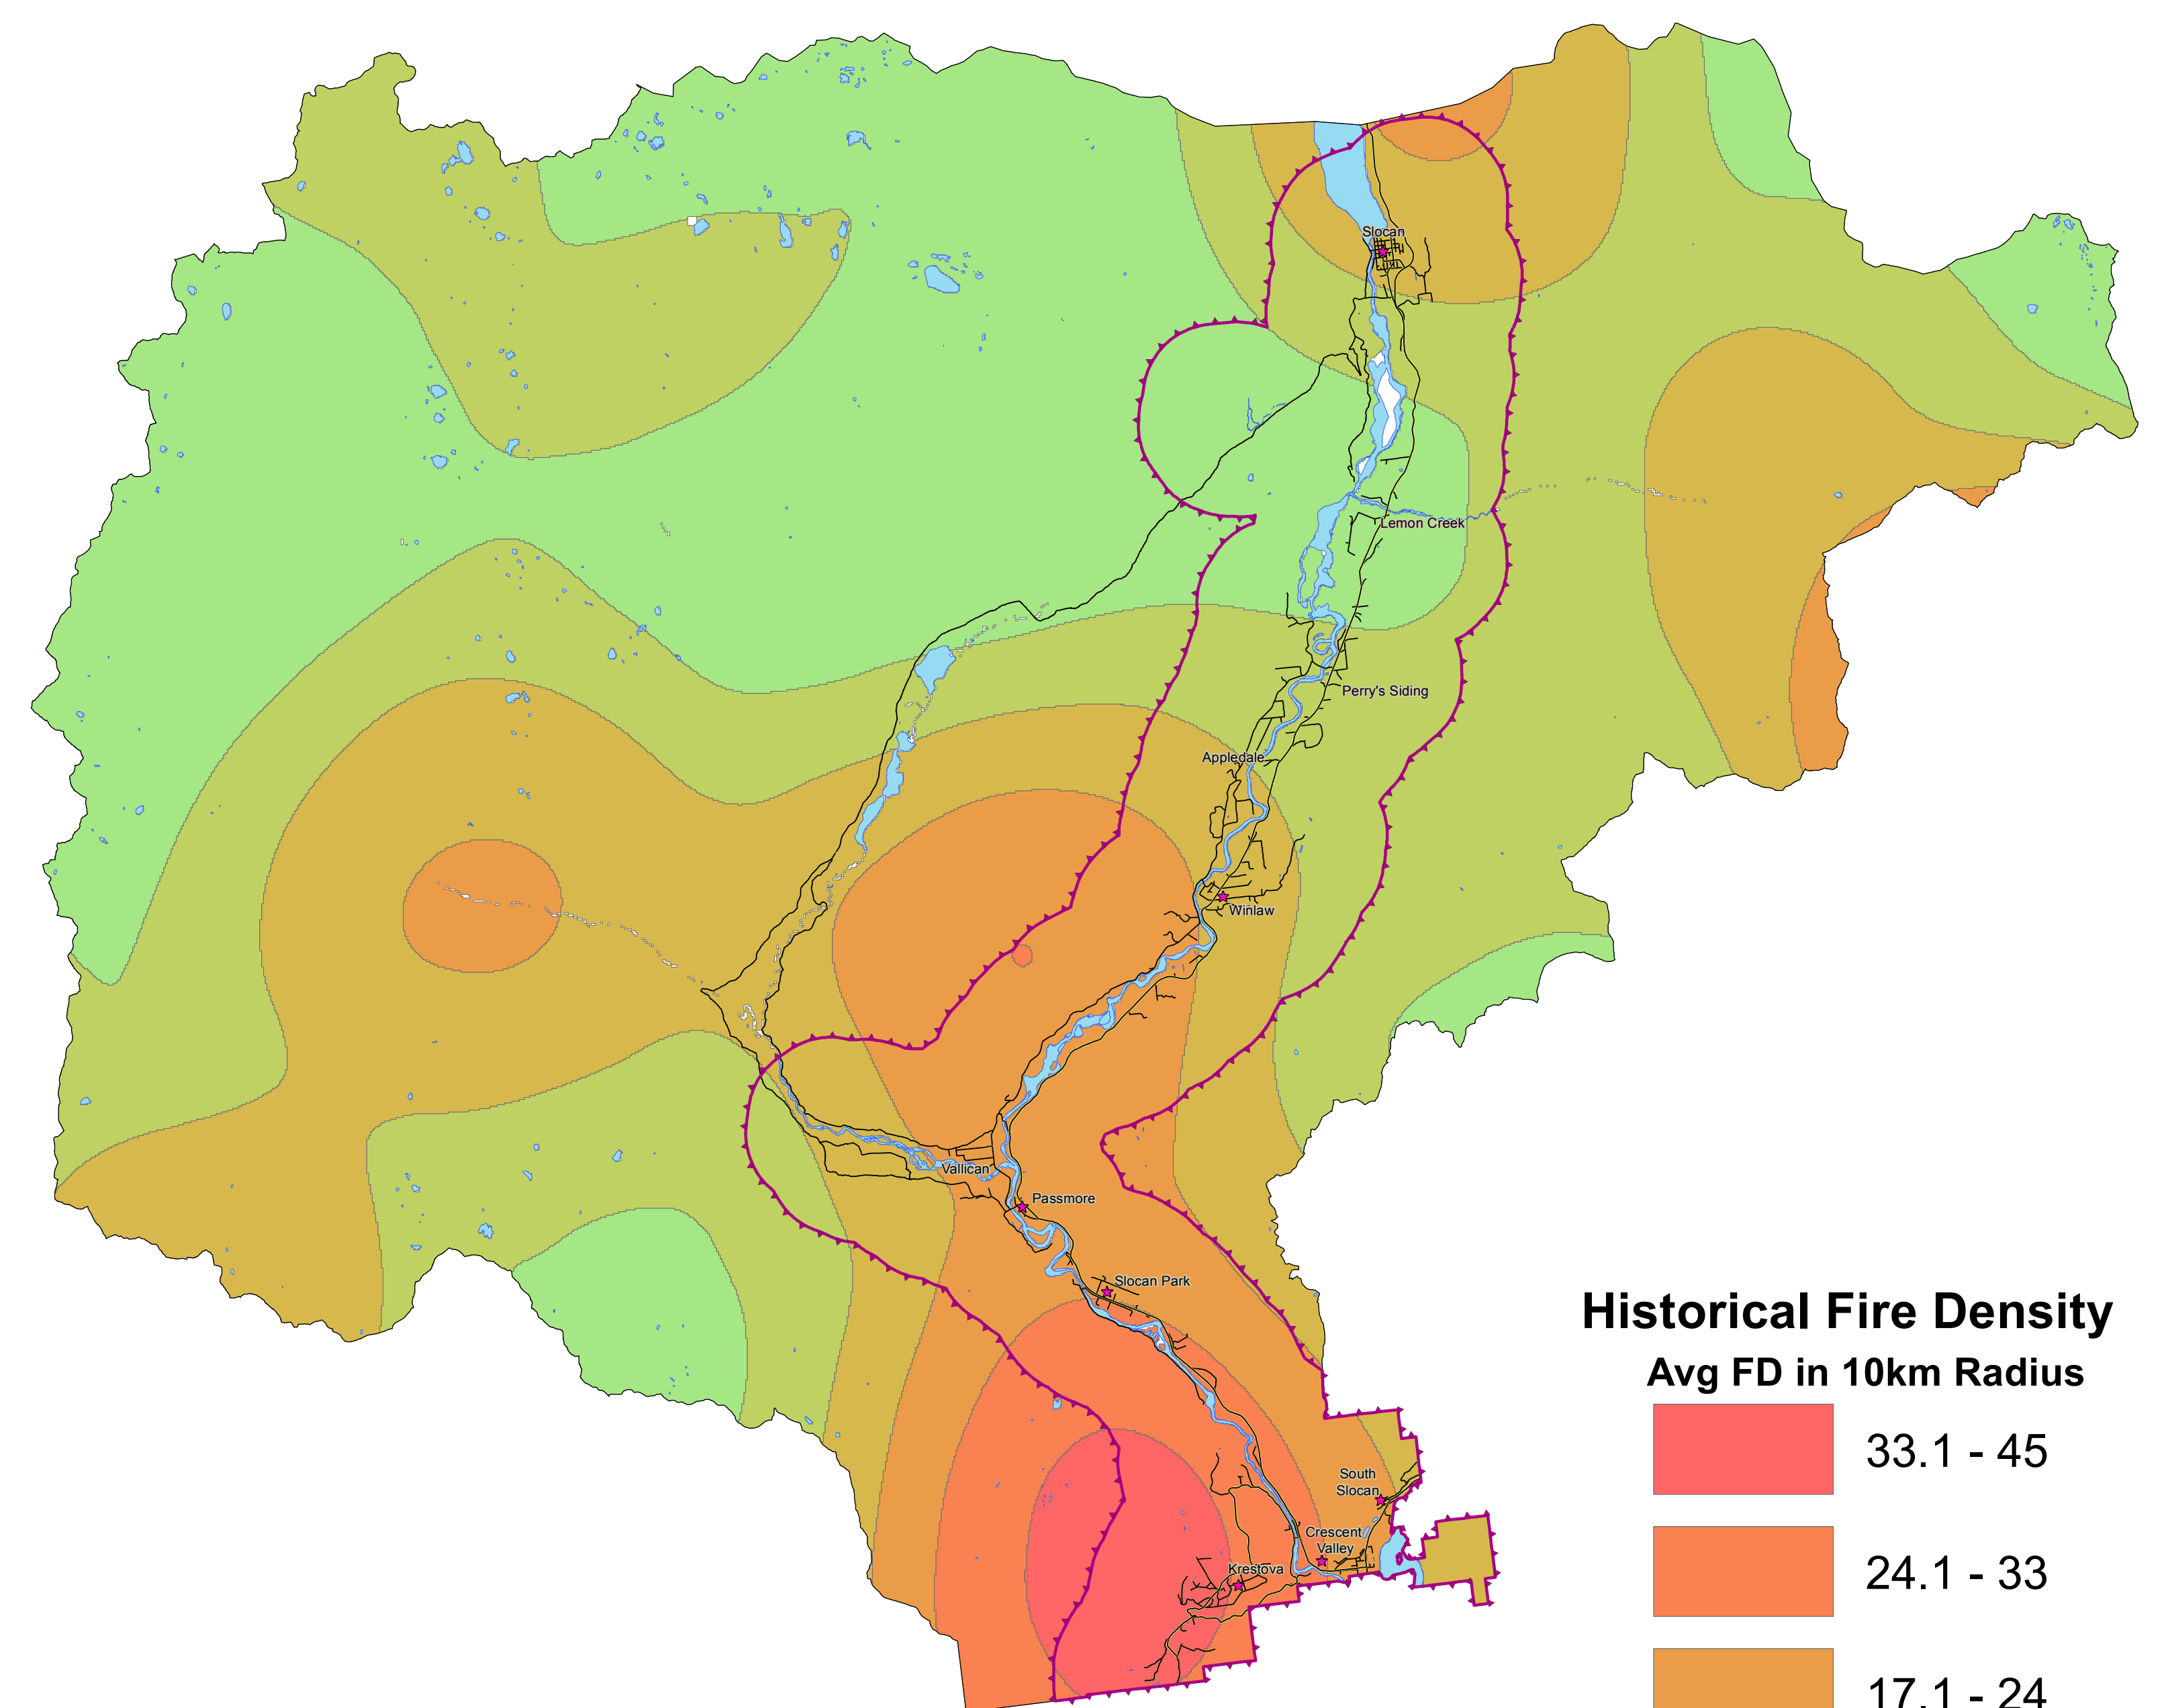 Slocan
Lemon Creek
Perry's Siding
Appledale
Winlaw
Vallican
Passmore
Slocan Park
South
Slocan
Crescent
Valley
Krestova
Historical Fire Density
Avg FD in 10km Radius
33.1 - 45
24.1 - 33
17.1 - 24